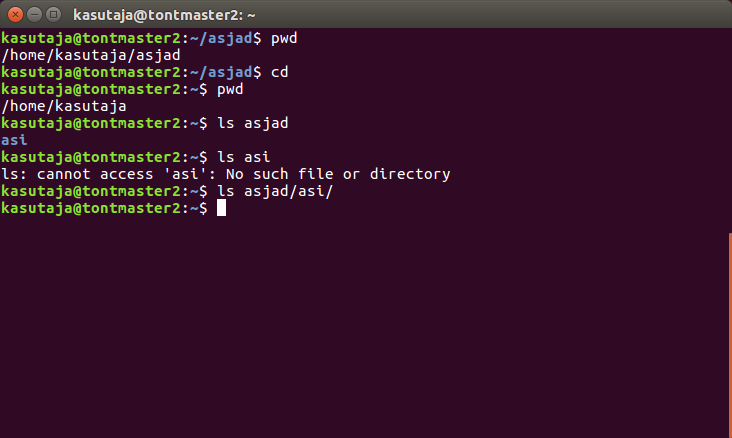 kasutaja@tontmaster2: ~
kasutaja@tontmaster2:~/asjad$ pwd
/home/kasutaja/asjad
kasutaja@tontmaster2:~/asjad$ cd
kasutaja@tontmaster2:~$ pwd
/home/kasutaja
kasutaja@tontmaster2:~$ ls asjad
asi
kasutaja@tontmaster2:~$ ls asi
ls: cannot access 'asi': No such file or directory
kasutaja@tontmaster2:~$ ls asjad/asi/
kasutaja@tontmaster2:~$